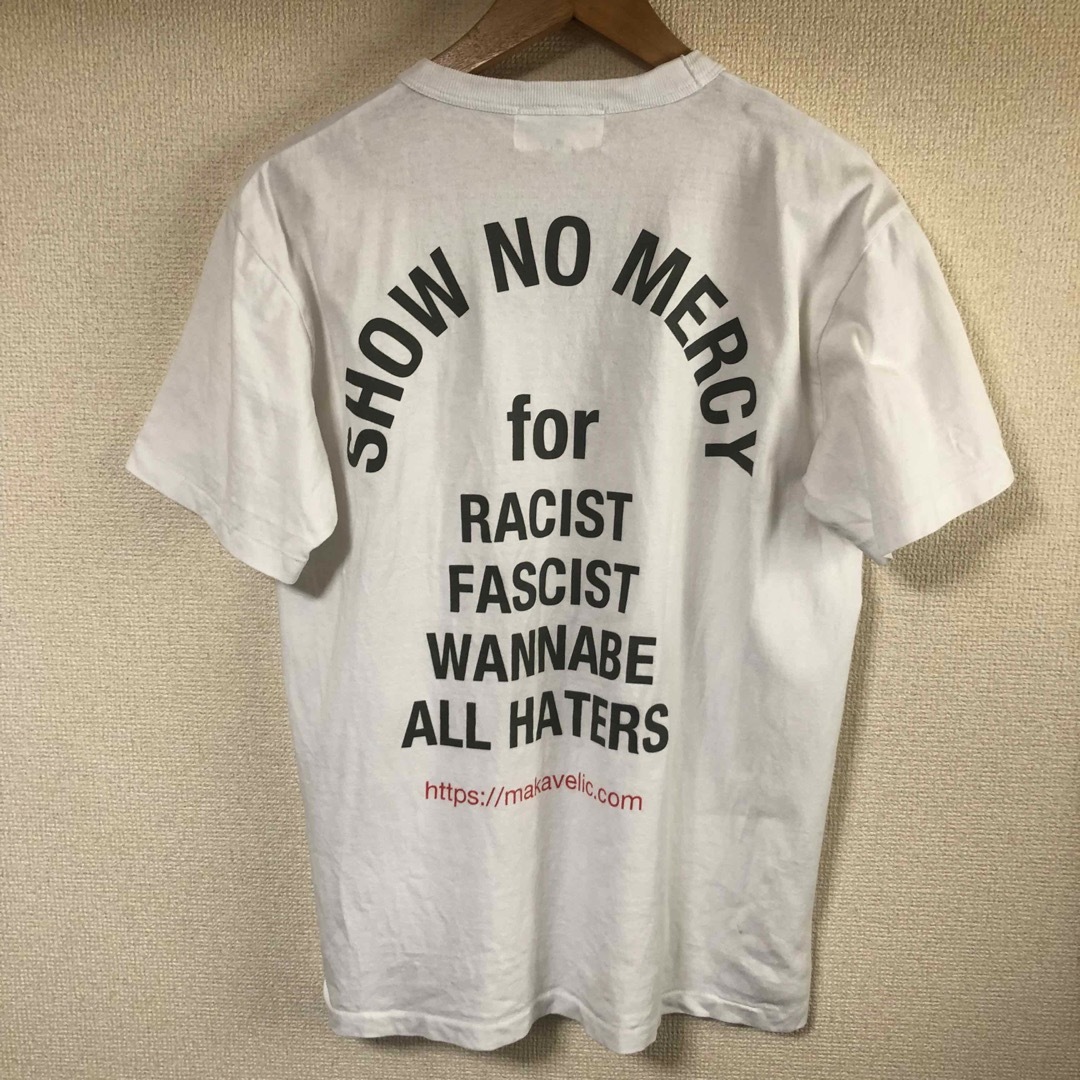 SHOW NO MERCY
for
RACIST
FASCIST
WANNABE
ALL HATERS
https://makavelic.com